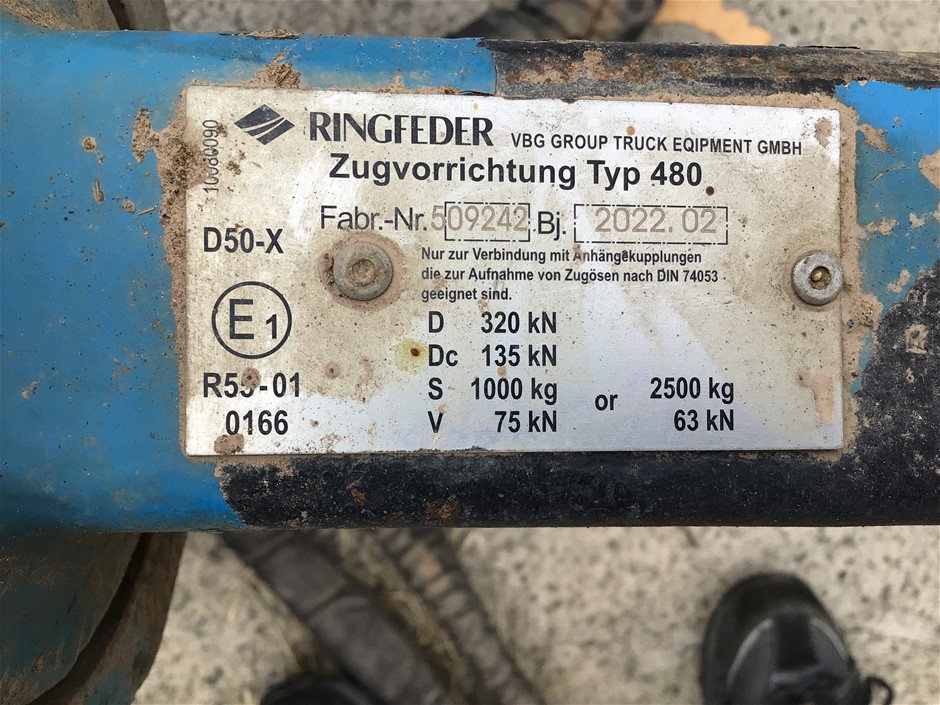 RINGFEDER VBG GROUP TRUCK EQIPMENT GMBH
Zugvorrichtung Typ 480
Fabr.-Nr. 509242 Bj. 2022.02
D50-X
Nur zur Verbindung mit Anhängekupplungen
die zur Aufnahme von Zugösen nach DIN 74053
geeignet sind.
E1
D 320 kN
Dc 135 kN
R55-01 S 1000 kg or 2500 kg
0166 V 75 kN 63 kN